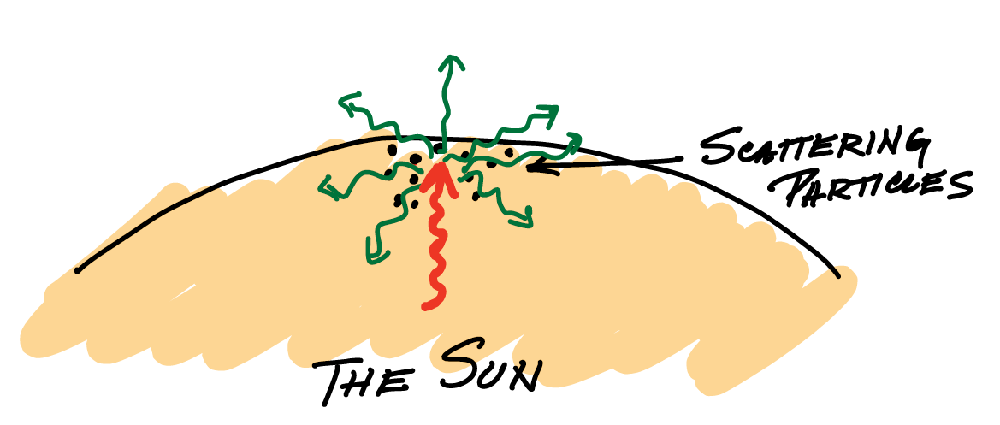 SCATTERING
PARTICLES
THE SUN